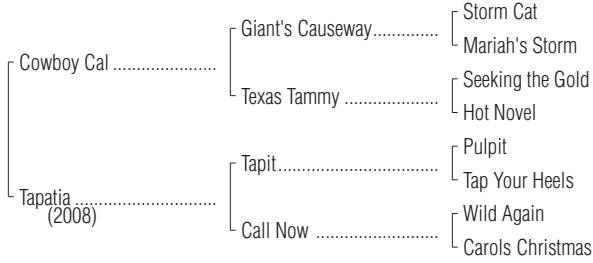 Storm Cat
Giant's Causeway..............
Mariah's Storm
Cowboy Cal ......................
Seeking the Gold
Texas Tammy ....................
Hot Novel
Pulpit
Tapit..................................
Tap Your Heels
Tapatia ..............................
(2008)
Wild Again
Call Now ..........................
Carols Christmas